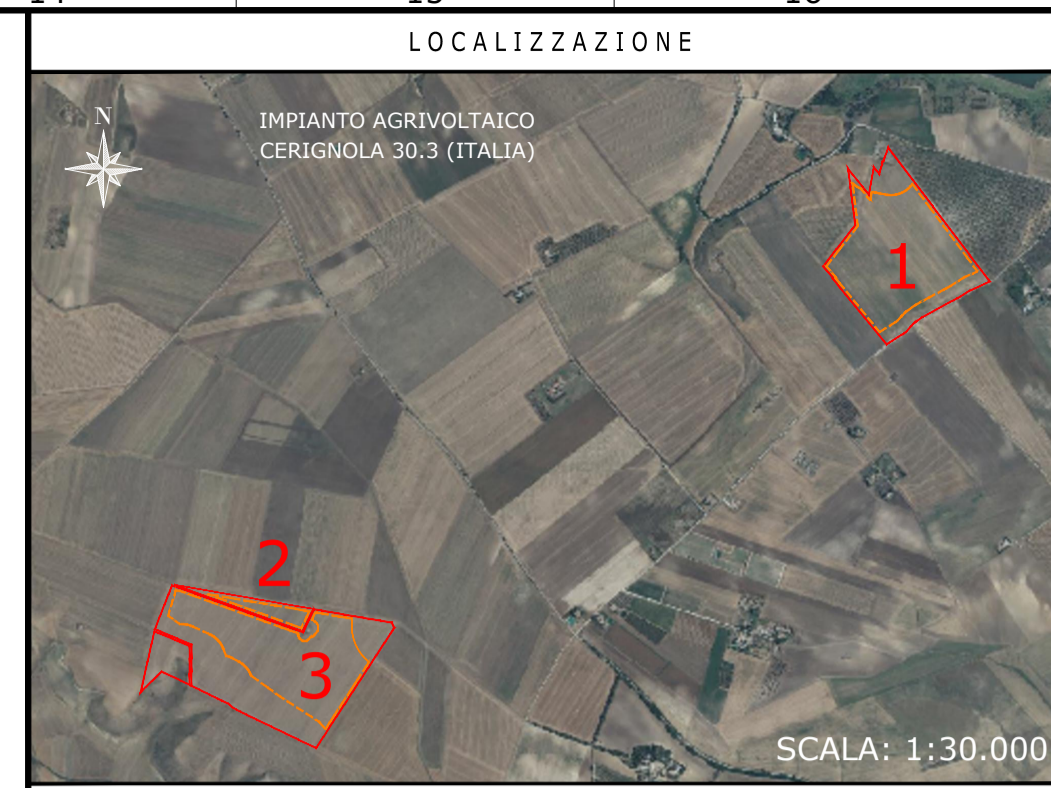 LOCALIZZAZIONE
N
IMPIANTO AGRIVOLTAICO
CERIGNOLA 30.3 (ITALIA)
1
2
3
SCALA: 1:30.000